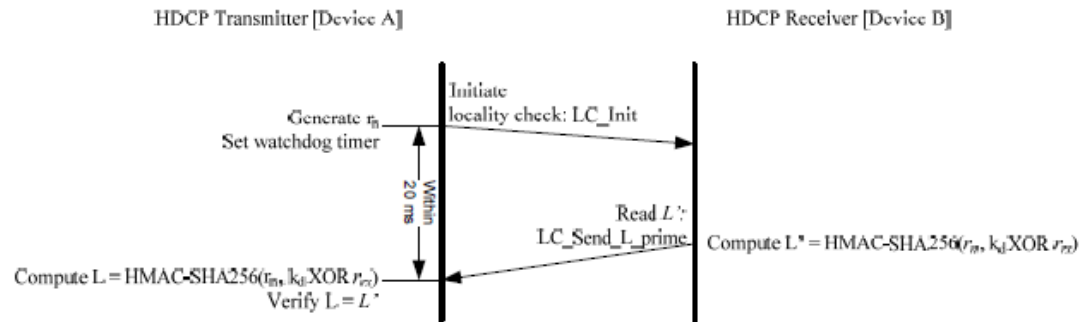 HDCP Transmitter [Device A]
HDCP Receiver [Device B]
Initiate
locality check: LC_Init
Generate rn
Set watchdog timer
Within
20 ms
Read L':
LC_Send_L_prime
Compute L' = HMAC-SHA256(rn, kd XOR rrx)
Compute L = HMAC-SHA256(rn, kd XOR rrx)
Verify L = L'